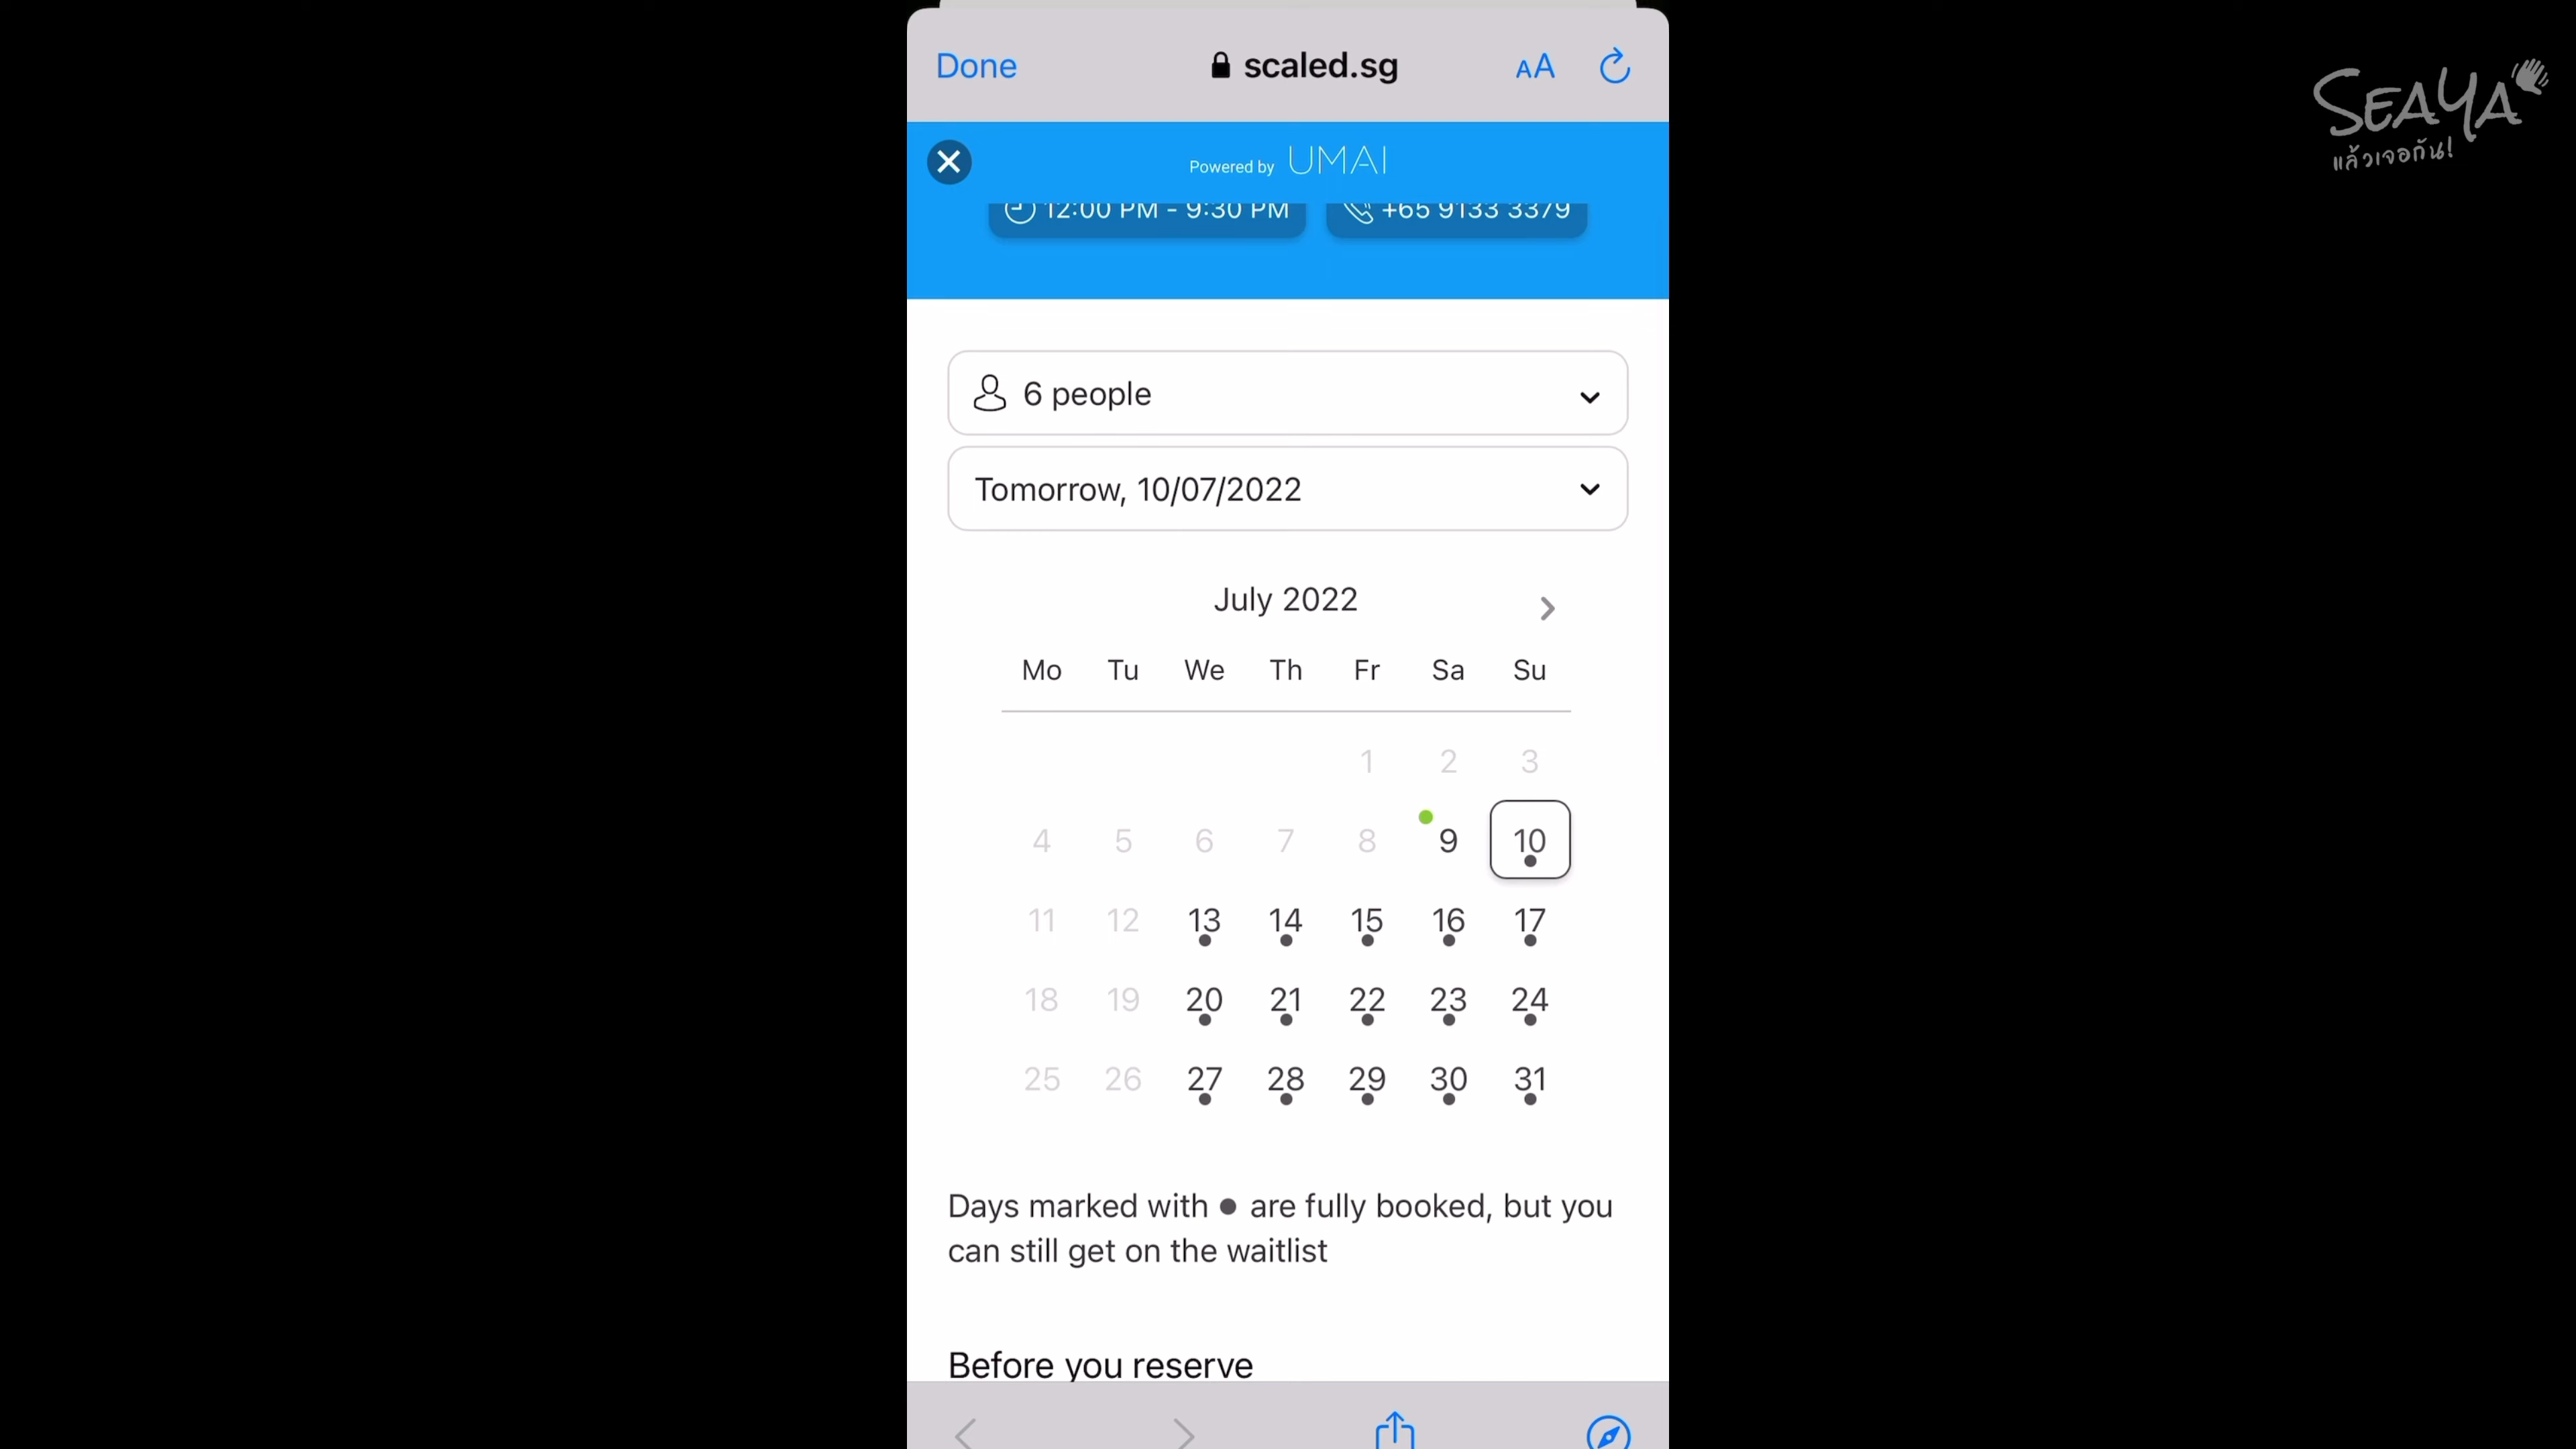 Done
scaled.sg
AA
SEAYA
แล้วเจอกัน!
Powered by UMAI
12:00 PM - 9:30 PM
+65 9133 3379
6 people
Tomorrow, 10/07/2022
July 2022
Mo Tu We Th Fr Sa Su
1 2 3
4 5 6 7 8 9 10
11 12 13 14 15 16 17
18 19 20 21 22 23 24
25 26 27 28 29 30 31
Days marked with ● are fully booked, but you
can still get on the waitlist
Before you reserve